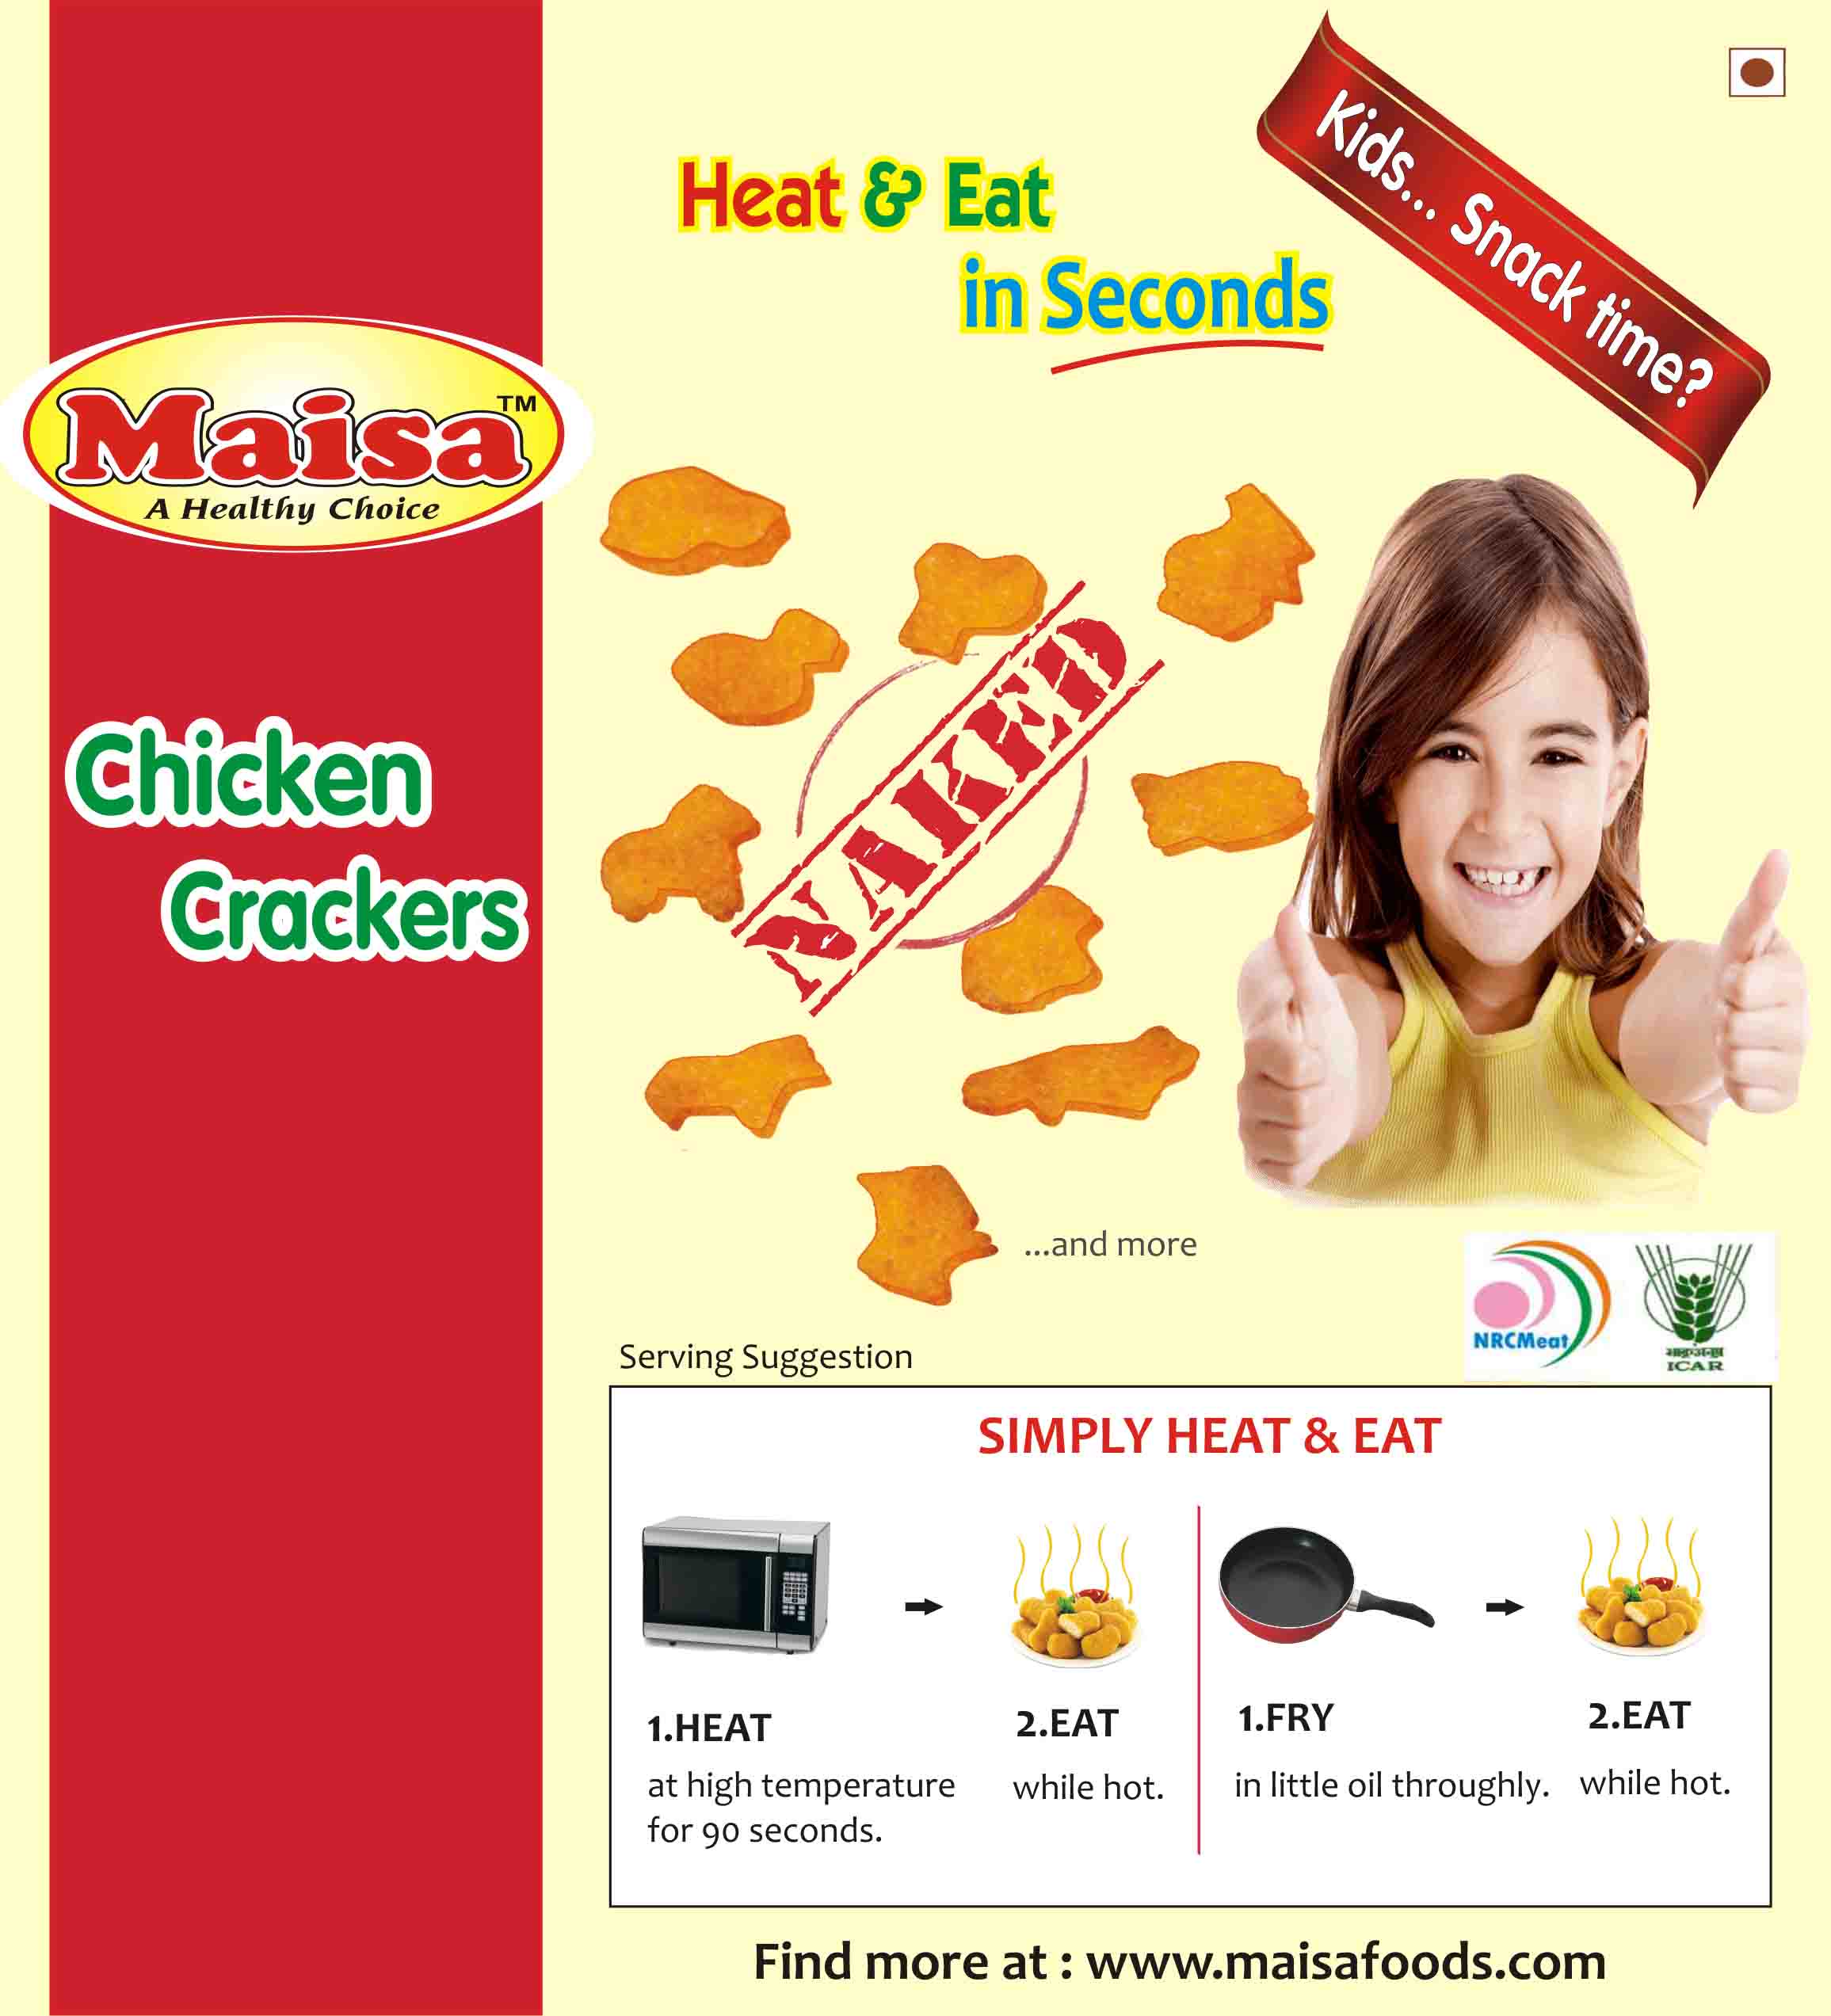 Kids... Snack time?
Heat & Eat
in Seconds
Maisa™
A Healthy Choice
Chicken
Crackers
NAKED
...and more
NRCMeat
भाकृअनुप
ICAR
Serving Suggestion
SIMPLY HEAT & EAT
1.HEAT
at high temperature
for 90 seconds.
2.EAT
while hot.
1.FRY
in little oil throughly.
2.EAT
while hot.
Find more at : www.maisafoods.com